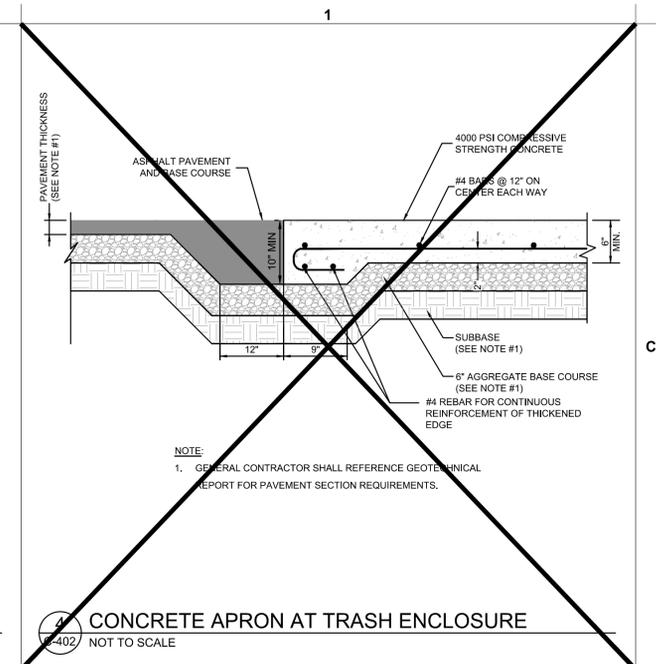 1
PAVEMENT THICKNESS
(SEE NOTE #1)
ASPHALT PAVEMENT
AND BASE COURSE
4000 PSI COMPRESSIVE
STRENGTH CONCRETE
#4 BARS @ 12" ON
CENTER EACH WAY
10" MIN
6"
MIN.
2"
12"
9"
SUBBASE
(SEE NOTE #1)
6" AGGREGATE BASE COURSE
(SEE NOTE #1)
#4 REBAR FOR CONTINUOUS
REINFORCEMENT OF THICKENED
EDGE
C
NOTE:
1. GENERAL CONTRACTOR SHALL REFERENCE GEOTECHNICAL
REPORT FOR PAVEMENT SECTION REQUIREMENTS.
4
C-402
CONCRETE APRON AT TRASH ENCLOSURE
NOT TO SCALE